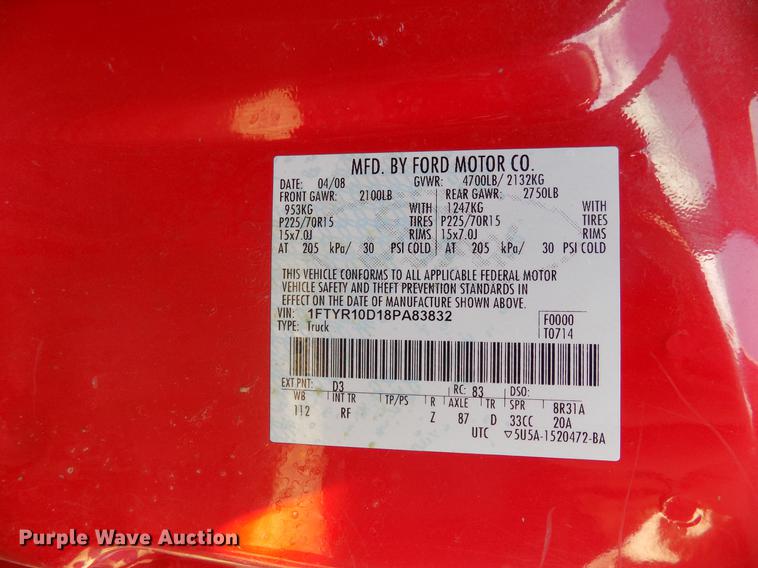 MFD. BY FORD MOTOR CO.
DATE: 04/08 GVWR: 4700LB/ 2132KG
FRONT GAWR: 2100LB REAR GAWR: 2750LB
953KG WITH 1247KG WITH
P225/70R15 TIRES P225/70R15 TIRES
15x7.0J RIMS 15x7.0J RIMS
AT 205 kPa/ 30 PSI COLD AT 205 kPa/ 30 PSI COLD
THIS VEHICLE CONFORMS TO ALL APPLICABLE FEDERAL MOTOR
VEHICLE SAFETY AND THEFT PREVENTION STANDARDS IN
EFFECT ON THE DATE OF MANUFACTURE SHOWN ABOVE.
VIN: 1FTYR10D18PA83832 F0000
TYPE: Truck T0714
EXT PNT: D3 RC: 83 DSO:
WB INT TR TP/PS R AXLE TR SPR 8R31A
112 RF Z 87 D 33CC 20A
UTC ▽5U5A-1520472-BA
Purple Wave Auction